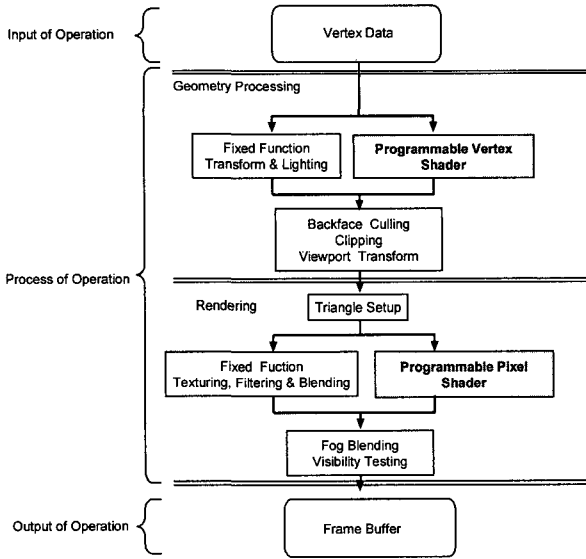 Input of Operation
Vertex Data
Geometry Processing
Fixed Function
Transform & Lighting
Programmable Vertex
Shader
Backface Culling
Clipping
Viewport Transform
Process of Operation
Rendering
Triangle Setup
Fixed Fuction
Texturing, Filtering & Blending
Programmable Pixel
Shader
Fog Blending
Visibility Testing
Output of Operation
Frame Buffer